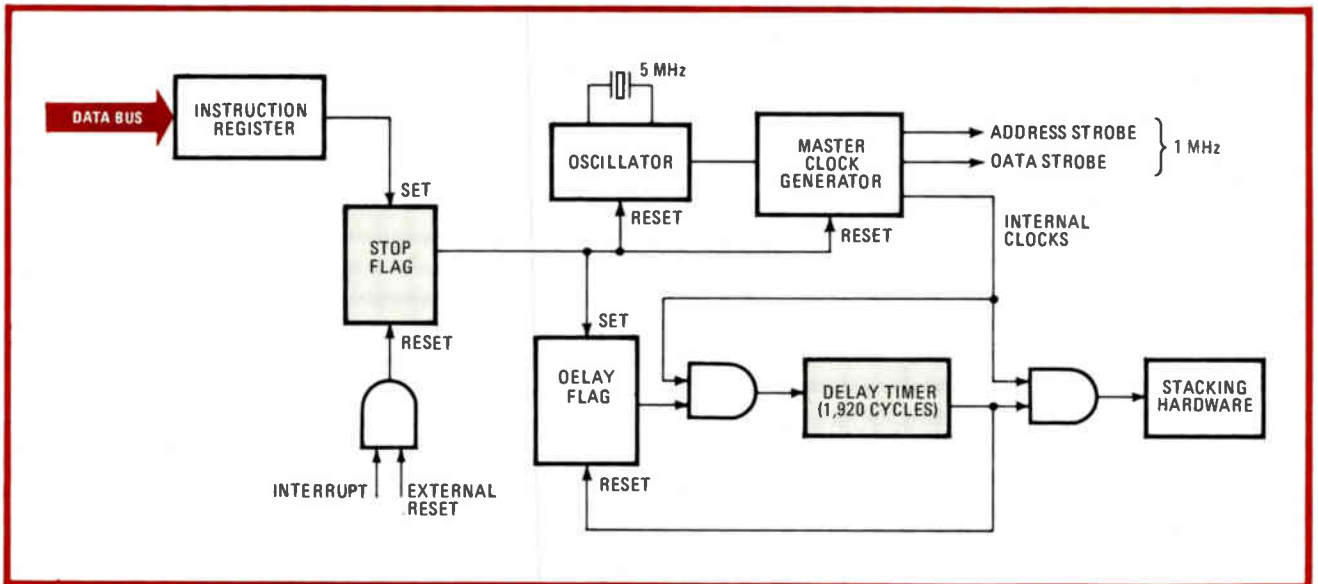 DATA BUS
INSTRUCTION
REGISTER
SET
STOP
FLAG
RESET
INTERRUPT
EXTERNAL
RESET
5 MHz
OSCILLATOR
RESET
MASTER
CLOCK
GENERATOR
RESET
ADDRESS STROBE
OATA STROBE
1 MHz
INTERNAL
CLOCKS
SET
OELAY
FLAG
RESET
DELAY TIMER
(1,920 CYCLES)
STACKING
HARDWARE